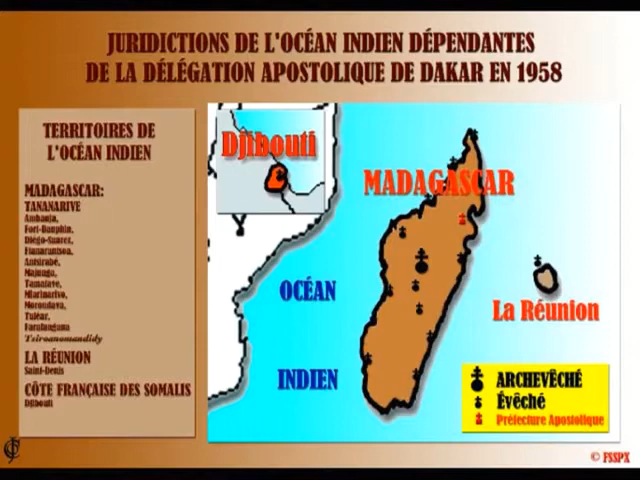 JURIDICTIONS DE L'OCÉAN INDIEN DÉPENDANTES
DE LA DÉLÉGATION APOSTOLIQUE DE DAKAR EN 1958
TERRITOIRES DE
L'OCÉAN INDIEN
MADAGASCAR:
TANANARIVE
Ambanja,
Fort-Dauphin,
Diégo-Suarez,
Fianarantsoa,
Antsirabé,
Majunga,
Tamatave,
Miarinarivo,
Morondava,
Tuléar,
Farafangana
Tsiroanomandidy
LA RÉUNION
Saint-Denis
CÔTE FRANÇAISE DES SOMALIS
Djibouti
Djibouti
MADAGASCAR
OCÉAN
INDIEN
La Réunion
ARCHEVÊCHÉ
Évêché
Préfecture Apostolique
© FSSPX